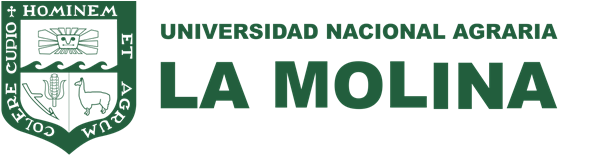 COLERE CUPIO † HOMINEM ET AGRUM
UNIVERSIDAD NACIONAL AGRARIA
LA MOLINA